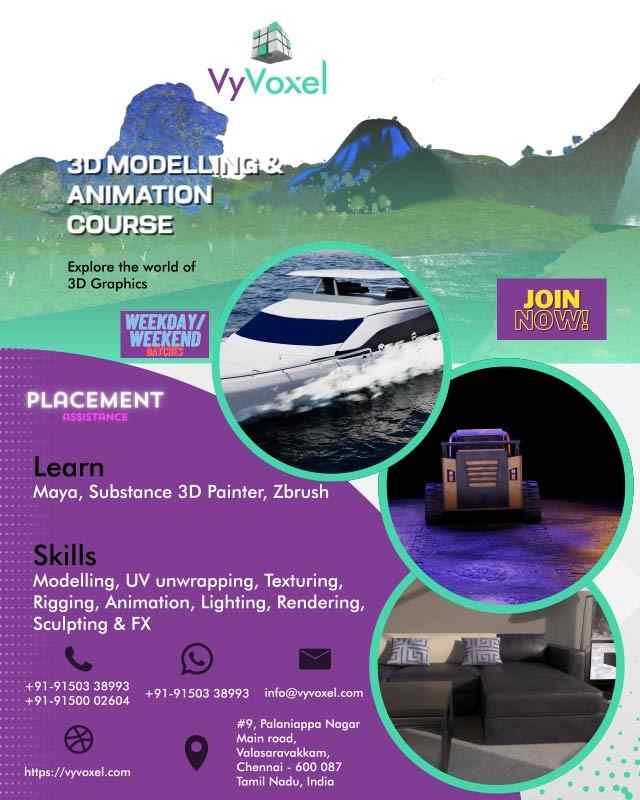 VyVoxel
3D MODELLING &
ANIMATION
COURSE
Explore the world of
3D Graphics
WEEKDAY/
WEEKEND
BATCHES
JOIN
NOW!
PLACEMENT
ASSISTANCE
Learn
Maya, Substance 3D Painter, Zbrush
Skills
Modelling, UV unwrapping, Texturing,
Rigging, Animation, Lighting, Rendering,
Sculpting & FX
+91-91503 38993
+91-91500 02604
+91-91503 38993
info@vyvoxel.com
https://vyvoxel.com
#9, Palaniappa Nagar
Main road,
Valasaravakkam,
Chennai - 600 087
Tamil Nadu, India